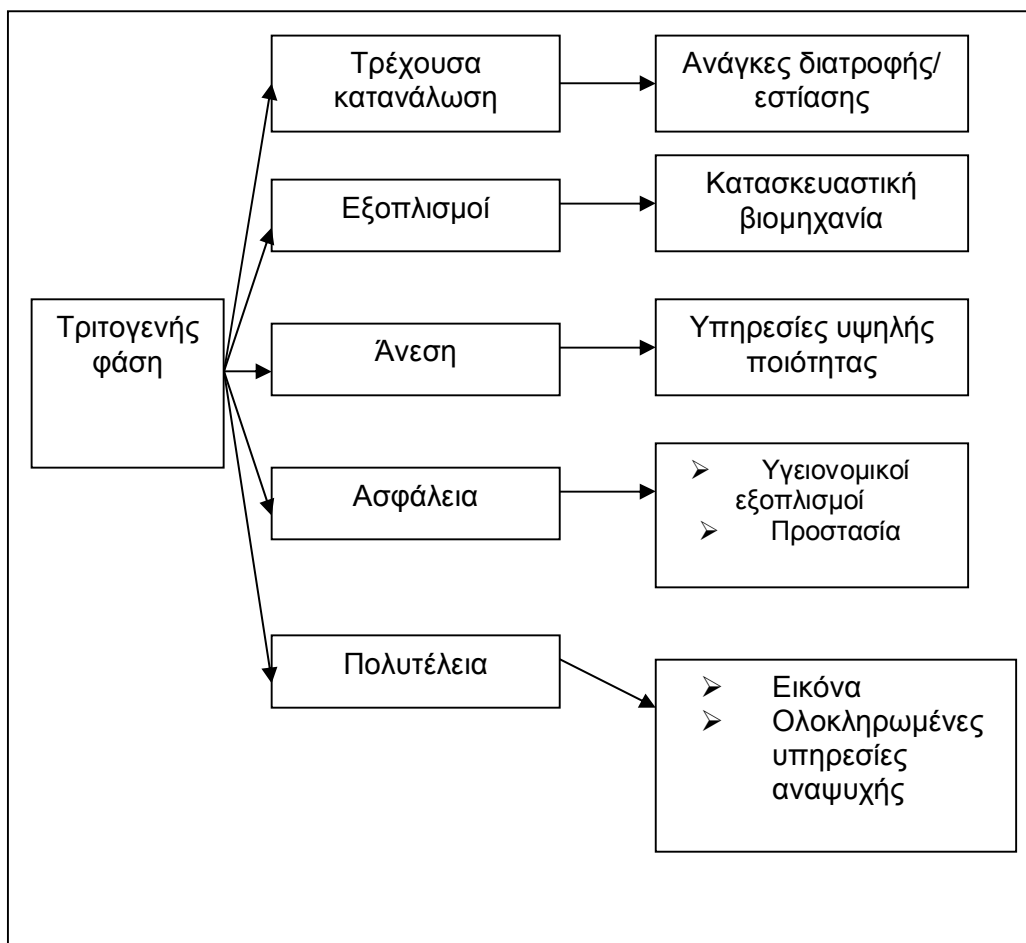 Τρέχουσα
κατανάλωση
Ανάγκες διατροφής/
εστίασης
Εξοπλισμοί
Κατασκευαστική
βιομηχανία
Τριτογενής
φάση
Άνεση
Υπηρεσίες υψηλής
ποιότητας
Ασφάλεια
➢ Υγειονομικοί
εξοπλισμοί
➢ Προστασία
Πολυτέλεια
➢ Εικόνα
➢ Ολοκληρωμένες
υπηρεσίες
αναψυχής